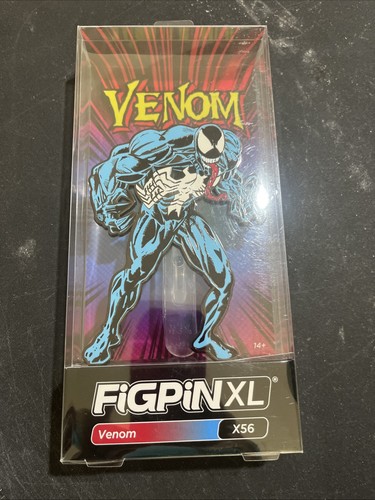 VENOM
14+
FiGPiN XL®
Venom X56